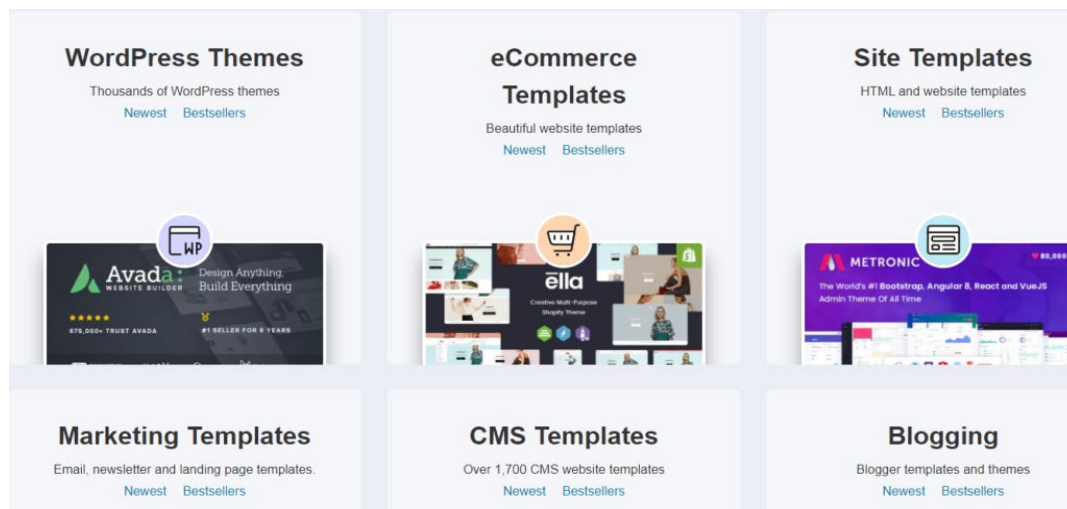 WordPress Themes
Thousands of WordPress themes
Newest Bestsellers
eCommerce
Templates
Beautiful website templates
Newest Bestsellers
Site Templates
HTML and website templates
Newest Bestsellers
WP
Avada
WEBSITE BUILDER
Design Anything,
Build Everything
675,000+ TRUST AVADA
#1 SELLER FOR 8 YEARS
ella
Creative Multi-Purpose
Shopify Theme
METRONIC
80,000
The World's #1 Bootstrap, Angular 8, React and VueJS
Admin Theme Of All Time
Marketing Templates
Email, newsletter and landing page templates.
Newest Bestsellers
CMS Templates
Over 1,700 CMS website templates
Newest Bestsellers
Blogging
Blogger templates and themes
Newest Bestsellers